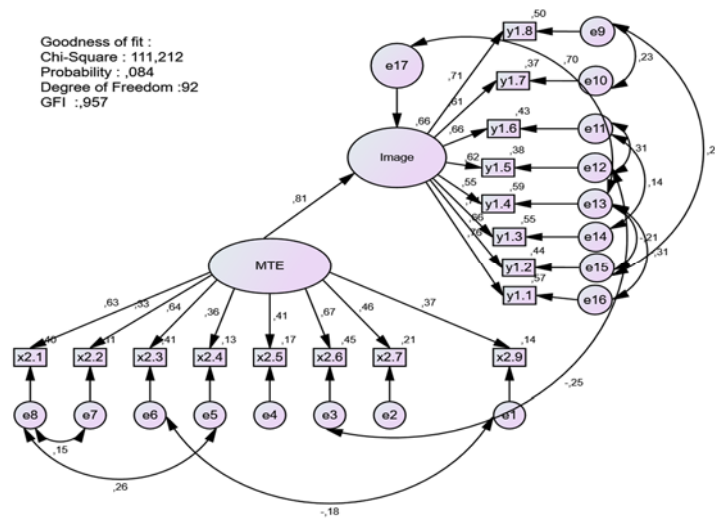 Goodness of fit :
Chi-Square : 111,212
Probability : ,084
Degree of Freedom :92
GFI :,957
,50
y1.8
e9
e17
,70
,23
,71
,37
y1.7
e10
,61
,66
,66
,43
y1.6
e11
Image
,62
,38
y1.5
e12
,31
,2
,55
,59
y1.4
e13
,14
,81
,66
,55
y1.3
e14
,76
,44
y1.2
e15
-,21
,31
,57
y1.1
e16
MTE
,63
,33
,64
,36
,41
,67
,46
,37
,41
,13
,17
,45
,21
,14
x2.1
x2.2
x2.3
x2.4
x2.5
x2.6
x2.7
x2.9
-,25
e8
e7
e6
e5
e4
e3
e2
e1
,15
,26
-,18